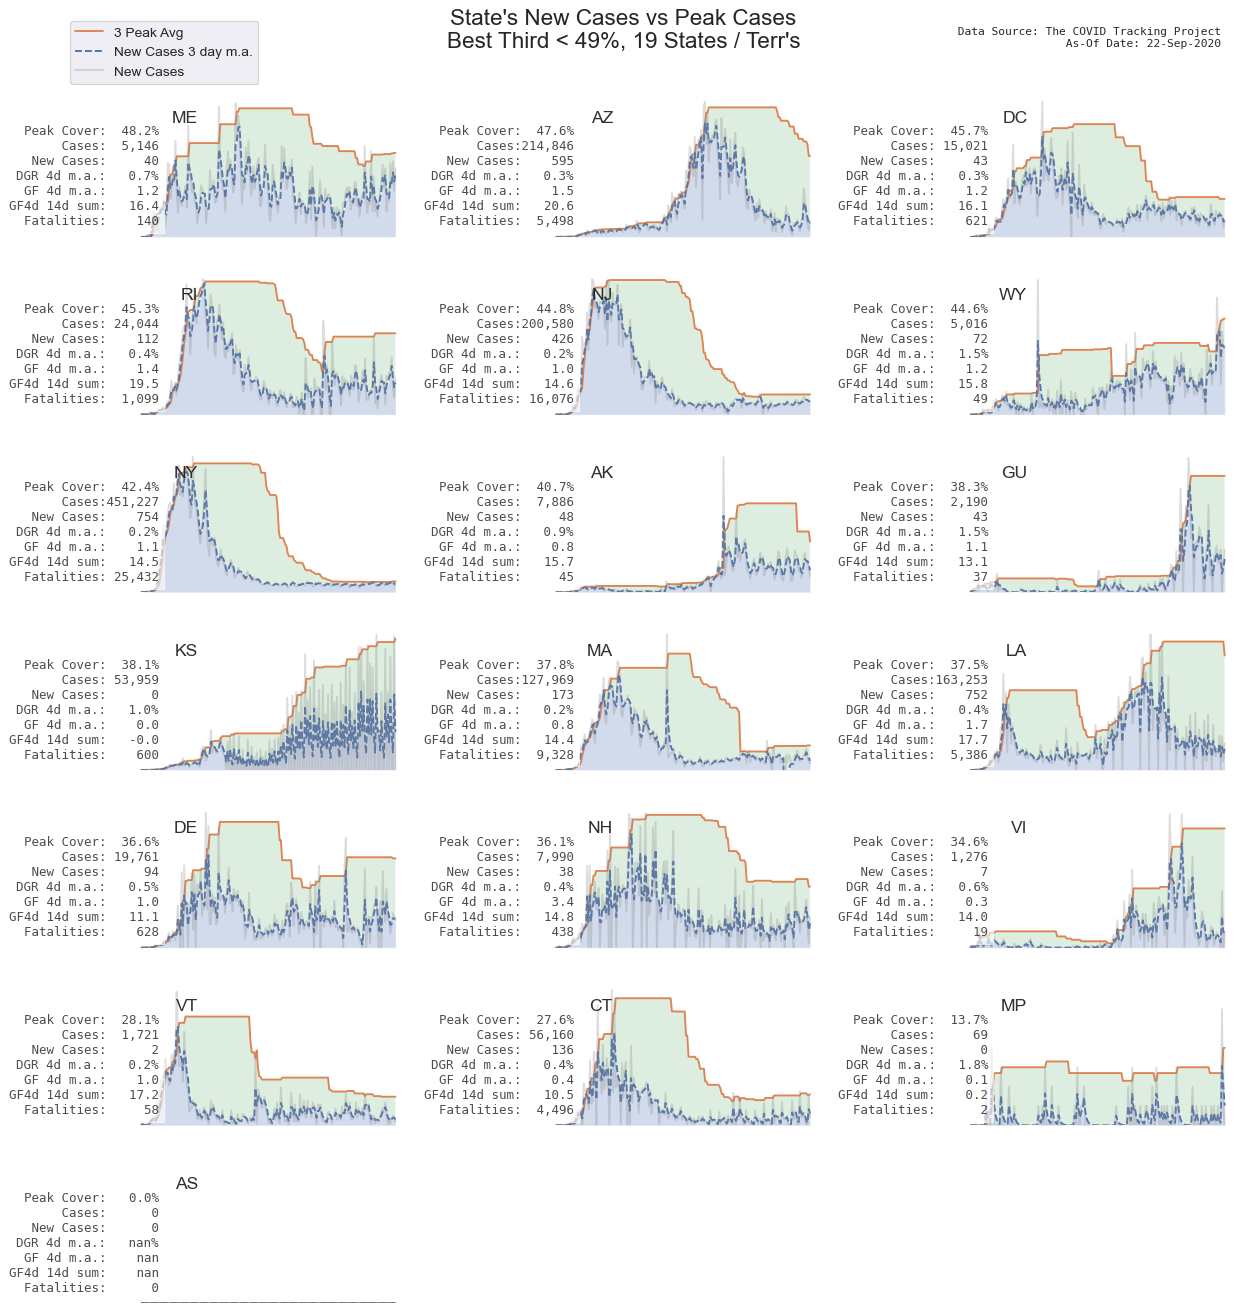 3 Peak Avg
New Cases 3 day m.a.
New Cases
State's New Cases vs Peak Cases
Best Third < 49%, 19 States / Terr's
Data Source: The COVID Tracking Project
As-Of Date: 22-Sep-2020
ME
Peak Cover: 48.2%
Cases: 5,146
New Cases: 40
DGR 4d m.a.: 0.7%
GF 4d m.a.: 1.2
GF4d 14d sum: 16.4
Fatalities: 140
AZ
Peak Cover: 47.6%
Cases:214,846
New Cases: 595
DGR 4d m.a.: 0.3%
GF 4d m.a.: 1.5
GF4d 14d sum: 20.6
Fatalities: 5,498
DC
Peak Cover: 45.7%
Cases: 15,021
New Cases: 43
DGR 4d m.a.: 0.3%
GF 4d m.a.: 1.2
GF4d 14d sum: 16.1
Fatalities: 621
RI
Peak Cover: 45.3%
Cases: 24,044
New Cases: 112
DGR 4d m.a.: 0.4%
GF 4d m.a.: 1.4
GF4d 14d sum: 19.5
Fatalities: 1,099
NJ
Peak Cover: 44.8%
Cases:200,580
New Cases: 426
DGR 4d m.a.: 0.2%
GF 4d m.a.: 1.0
GF4d 14d sum: 14.6
Fatalities: 16,076
WY
Peak Cover: 44.6%
Cases: 5,016
New Cases: 72
DGR 4d m.a.: 1.5%
GF 4d m.a.: 1.2
GF4d 14d sum: 15.8
Fatalities: 49
NY
Peak Cover: 42.4%
Cases:451,227
New Cases: 754
DGR 4d m.a.: 0.2%
GF 4d m.a.: 1.1
GF4d 14d sum: 14.5
Fatalities: 25,432
AK
Peak Cover: 40.7%
Cases: 7,886
New Cases: 48
DGR 4d m.a.: 0.9%
GF 4d m.a.: 0.8
GF4d 14d sum: 15.7
Fatalities: 45
GU
Peak Cover: 38.3%
Cases: 2,190
New Cases: 43
DGR 4d m.a.: 1.5%
GF 4d m.a.: 1.1
GF4d 14d sum: 13.1
Fatalities: 37
KS
Peak Cover: 38.1%
Cases: 53,959
New Cases: 0
DGR 4d m.a.: 1.0%
GF 4d m.a.: 0.0
GF4d 14d sum: -0.0
Fatalities: 600
MA
Peak Cover: 37.8%
Cases:127,969
New Cases: 173
DGR 4d m.a.: 0.2%
GF 4d m.a.: 0.8
GF4d 14d sum: 14.4
Fatalities: 9,328
LA
Peak Cover: 37.5%
Cases:163,253
New Cases: 752
DGR 4d m.a.: 0.4%
GF 4d m.a.: 1.7
GF4d 14d sum: 17.7
Fatalities: 5,386
DE
Peak Cover: 36.6%
Cases: 19,761
New Cases: 94
DGR 4d m.a.: 0.5%
GF 4d m.a.: 1.0
GF4d 14d sum: 11.1
Fatalities: 628
NH
Peak Cover: 36.1%
Cases: 7,990
New Cases: 38
DGR 4d m.a.: 0.4%
GF 4d m.a.: 3.4
GF4d 14d sum: 14.8
Fatalities: 438
VI
Peak Cover: 34.6%
Cases: 1,276
New Cases: 7
DGR 4d m.a.: 0.6%
GF 4d m.a.: 0.3
GF4d 14d sum: 14.0
Fatalities: 19
VT
Peak Cover: 28.1%
Cases: 1,721
New Cases: 2
DGR 4d m.a.: 0.2%
GF 4d m.a.: 1.0
GF4d 14d sum: 17.2
Fatalities: 58
CT
Peak Cover: 27.6%
Cases: 56,160
New Cases: 136
DGR 4d m.a.: 0.4%
GF 4d m.a.: 0.4
GF4d 14d sum: 10.5
Fatalities: 4,496
MP
Peak Cover: 13.7%
Cases: 69
New Cases: 0
DGR 4d m.a.: 1.8%
GF 4d m.a.: 0.1
GF4d 14d sum: 0.2
Fatalities: 2
AS
Peak Cover: 0.0%
Cases: 0
New Cases: 0
DGR 4d m.a.: nan%
GF 4d m.a.: nan
GF4d 14d sum: nan
Fatalities: 0